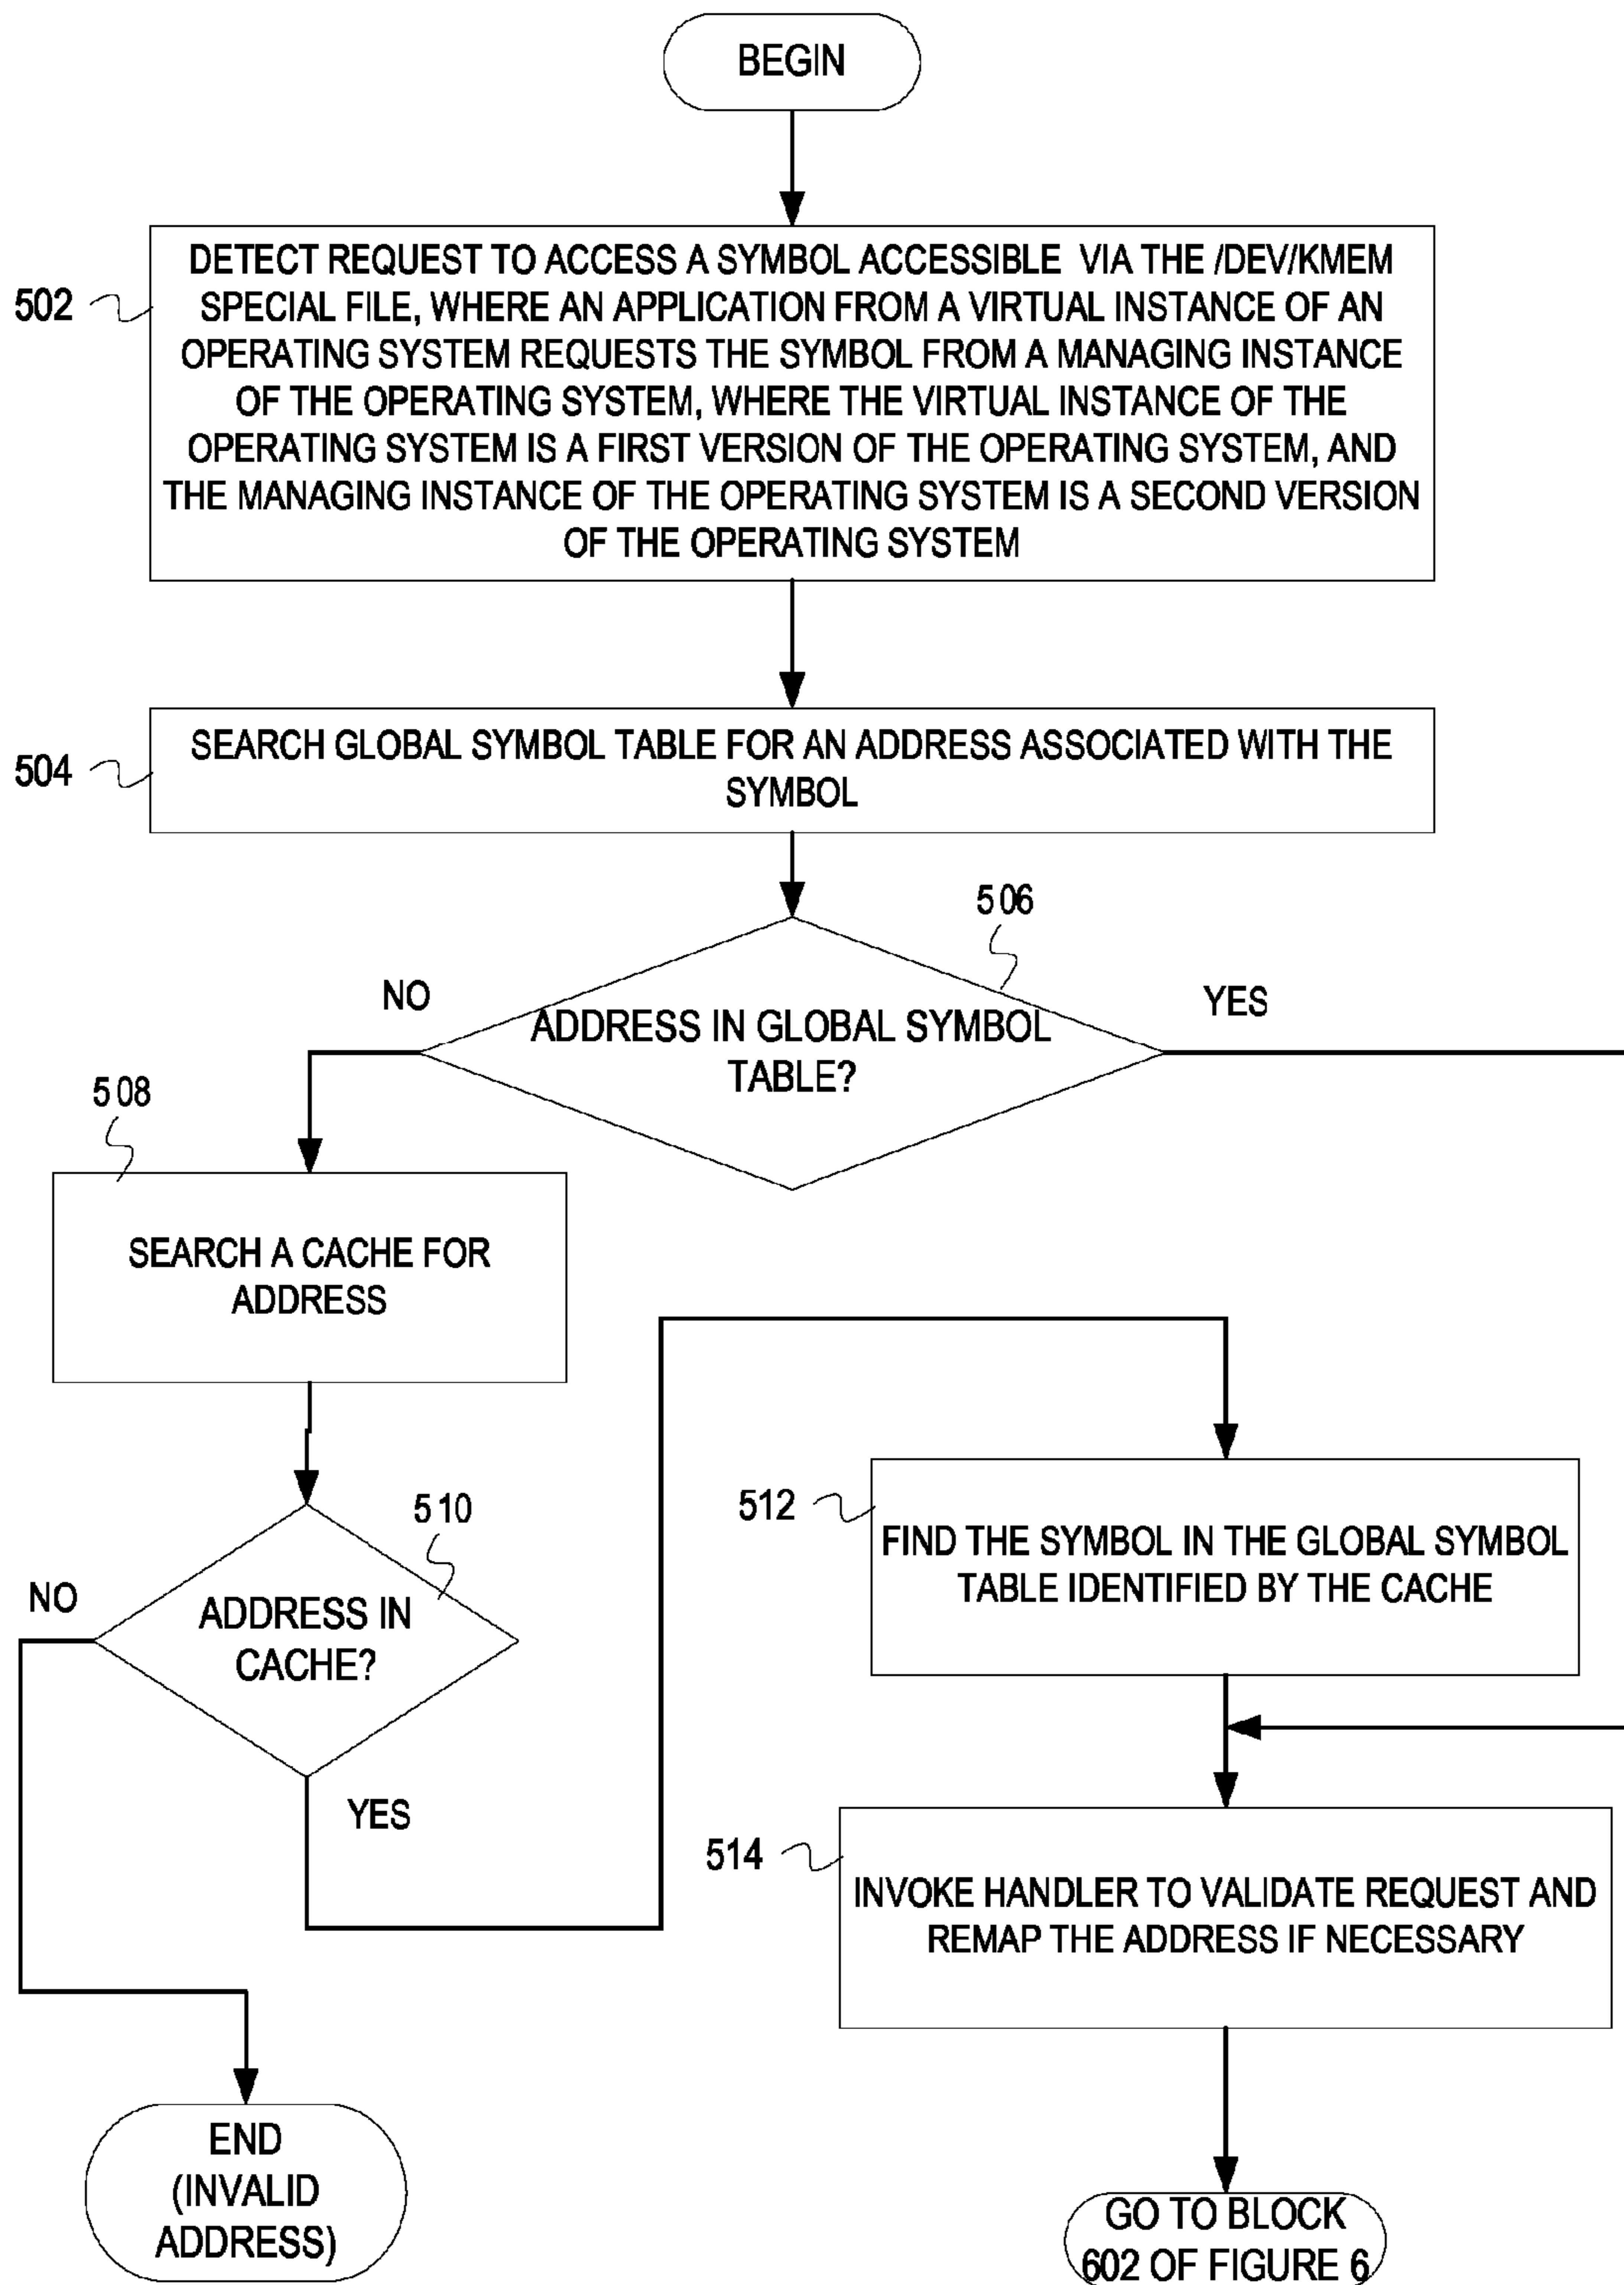 BEGIN
502
DETECT REQUEST TO ACCESS A SYMBOL ACCESSIBLE VIA THE /DEV/KMEM
SPECIAL FILE, WHERE AN APPLICATION FROM A VIRTUAL INSTANCE OF AN
OPERATING SYSTEM REQUESTS THE SYMBOL FROM A MANAGING INSTANCE
OF THE OPERATING SYSTEM, WHERE THE VIRTUAL INSTANCE OF THE
OPERATING SYSTEM IS A FIRST VERSION OF THE OPERATING SYSTEM, AND
THE MANAGING INSTANCE OF THE OPERATING SYSTEM IS A SECOND VERSION
OF THE OPERATING SYSTEM
504
SEARCH GLOBAL SYMBOL TABLE FOR AN ADDRESS ASSOCIATED WITH THE
SYMBOL
506
NO
YES
ADDRESS IN GLOBAL SYMBOL
TABLE?
508
SEARCH A CACHE FOR
ADDRESS
510
NO
ADDRESS IN
CACHE?
YES
512
FIND THE SYMBOL IN THE GLOBAL SYMBOL
TABLE IDENTIFIED BY THE CACHE
514
INVOKE HANDLER TO VALIDATE REQUEST AND
REMAP THE ADDRESS IF NECESSARY
END
(INVALID
ADDRESS)
GO TO BLOCK
602 OF FIGURE 6